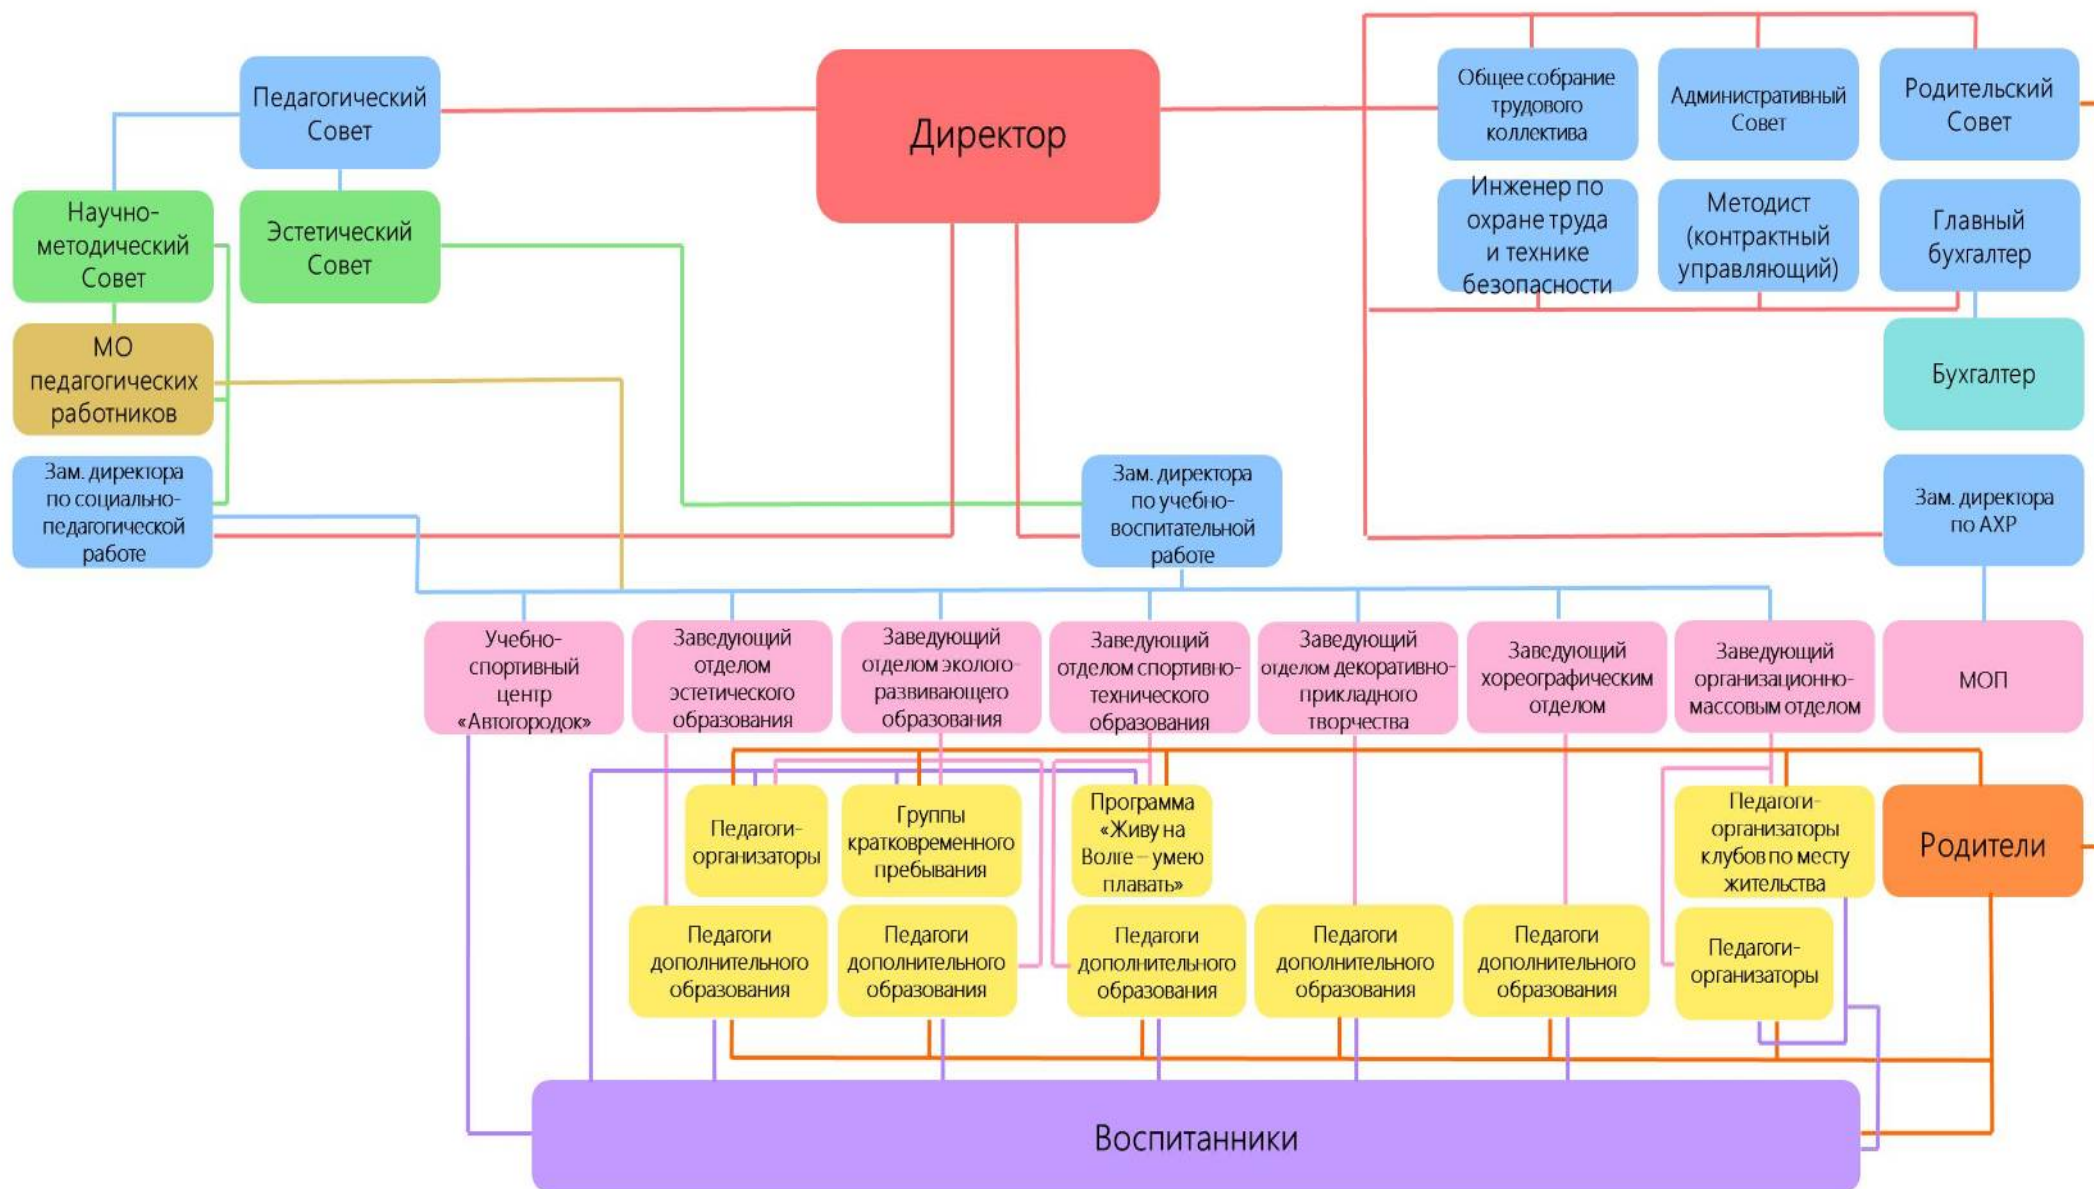 Педагогический
Совет
Директор
Общее собрание
трудового
коллектива
Административный
Совет
Родительский
Совет
Научно-
методический
Совет
Эстетический
Совет
Инженер по
охране труда
и технике
безопасности
Методист
(контрактный
управляющий)
Главный
бухгалтер
МО
педагогических
работников
Бухгалтер
Зам. директора
по социально-
педагогической
работе
Зам. директора
по учебно-
воспитательной
работе
Зам. директора
по АХР
Учебно-
спортивный
центр
«Автогородок»
Заведующий
отделом
эстетического
образования
Заведующий
отделом эколого-
развивающего
образования
Заведующий
отделом спортивно-
технического
образования
Заведующий
отделом декоративно-
прикладного
творчества
Заведующий
хореографическим
отделом
Заведующий
организационно-
массовым отделом
МОП
Педагоги-
организаторы
Группы
кратковременного
пребывания
Программа
«Живу на
Волге – умею
плавать»
Педагоги-
организаторы
клубов по месту
жительства
Родители
Педагоги
дополнительного
образования
Педагоги
дополнительного
образования
Педагоги
дополнительного
образования
Педагоги
дополнительного
образования
Педагоги
дополнительного
образования
Педагоги-
организаторы
Воспитанники